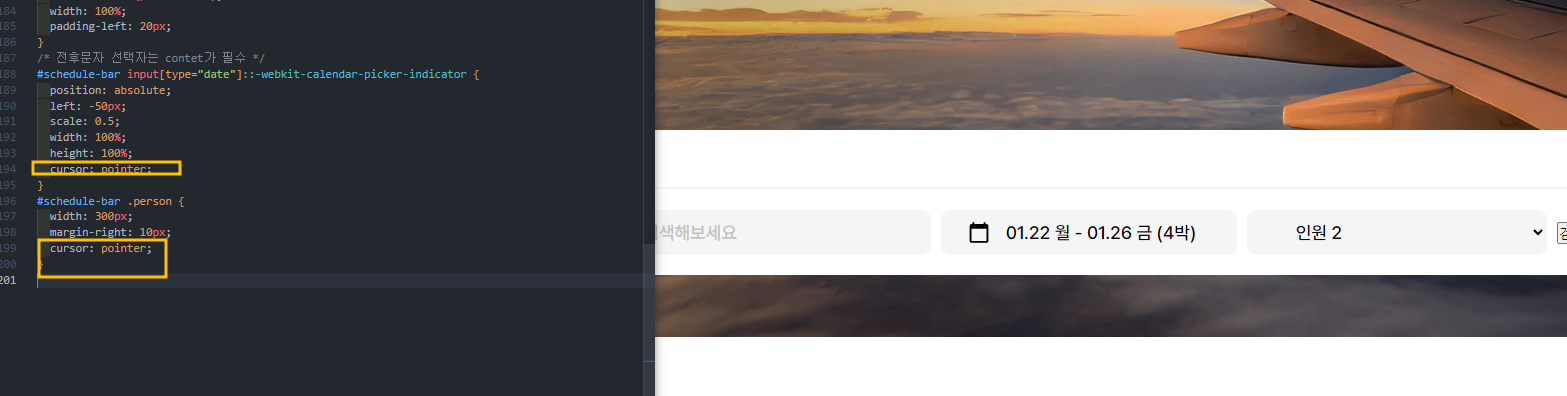 184 width: 100%;
185 padding-left: 20px;
186 }
187 /* 전후문자 선택자는 contet가 필수 */
188 #schedule-bar input[type="date"]::-webkit-calendar-picker-indicator {
189 position: absolute;
190 left: -50px;
191 scale: 0.5;
192 width: 100%;
193 height: 100%;
194 cursor: pointer;
195 }
196 #schedule-bar .person {
197 width: 300px;
198 margin-right: 10px;
199 cursor: pointer;
200 }
201
검색해보세요
01.22 월 - 01.26 금 (4박)
인원 2